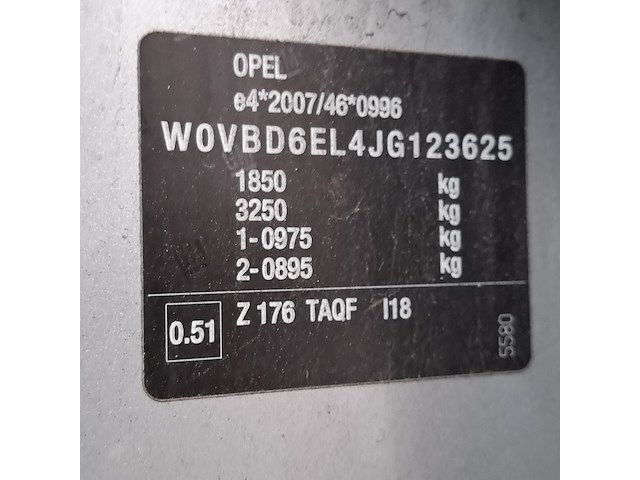 OPEL
e4*2007/46*0996
W0VBD6EL4JG123625
1850 kg
3250 kg
1-0975 kg
2-0895 kg
0.51 Z 176 TAQF I18
5580